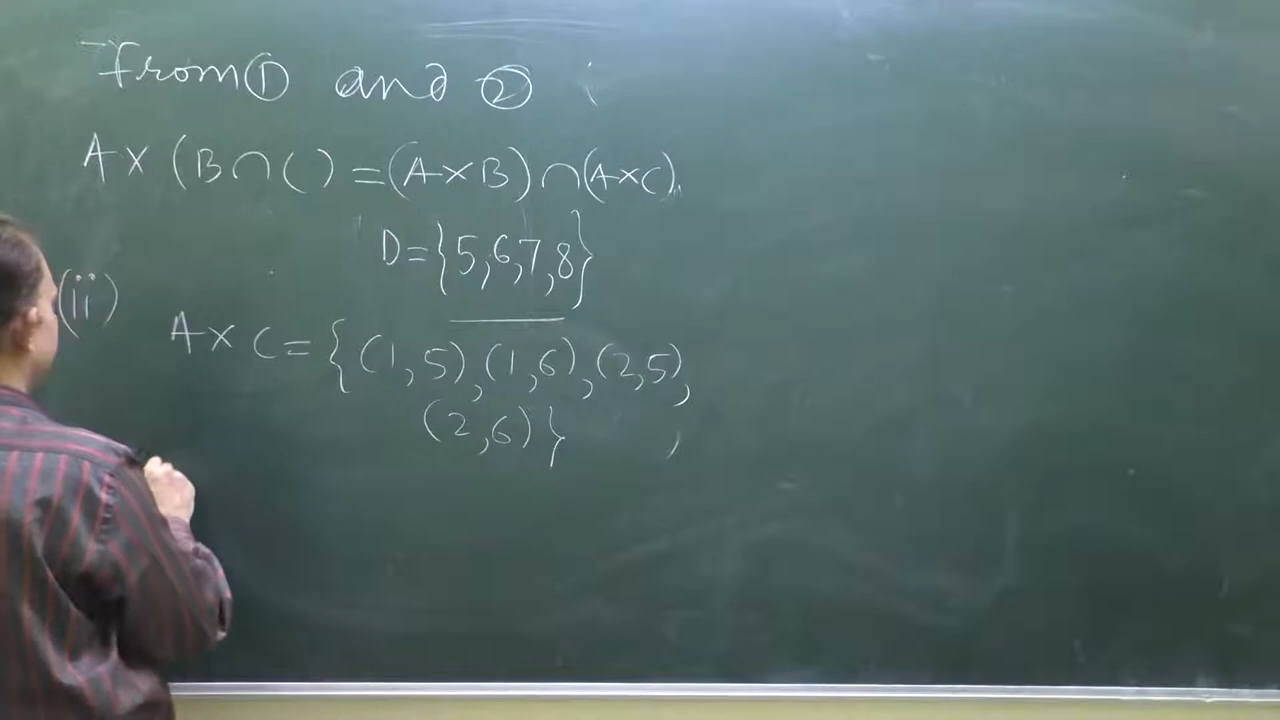 From ① and ② ;
A × (B ∩ C) = (A × B) ∩ (A × C).
D = {5, 6, 7, 8}
(ii)
A × C = {(1, 5), (1, 6), (2, 5),
(2, 6)} ,